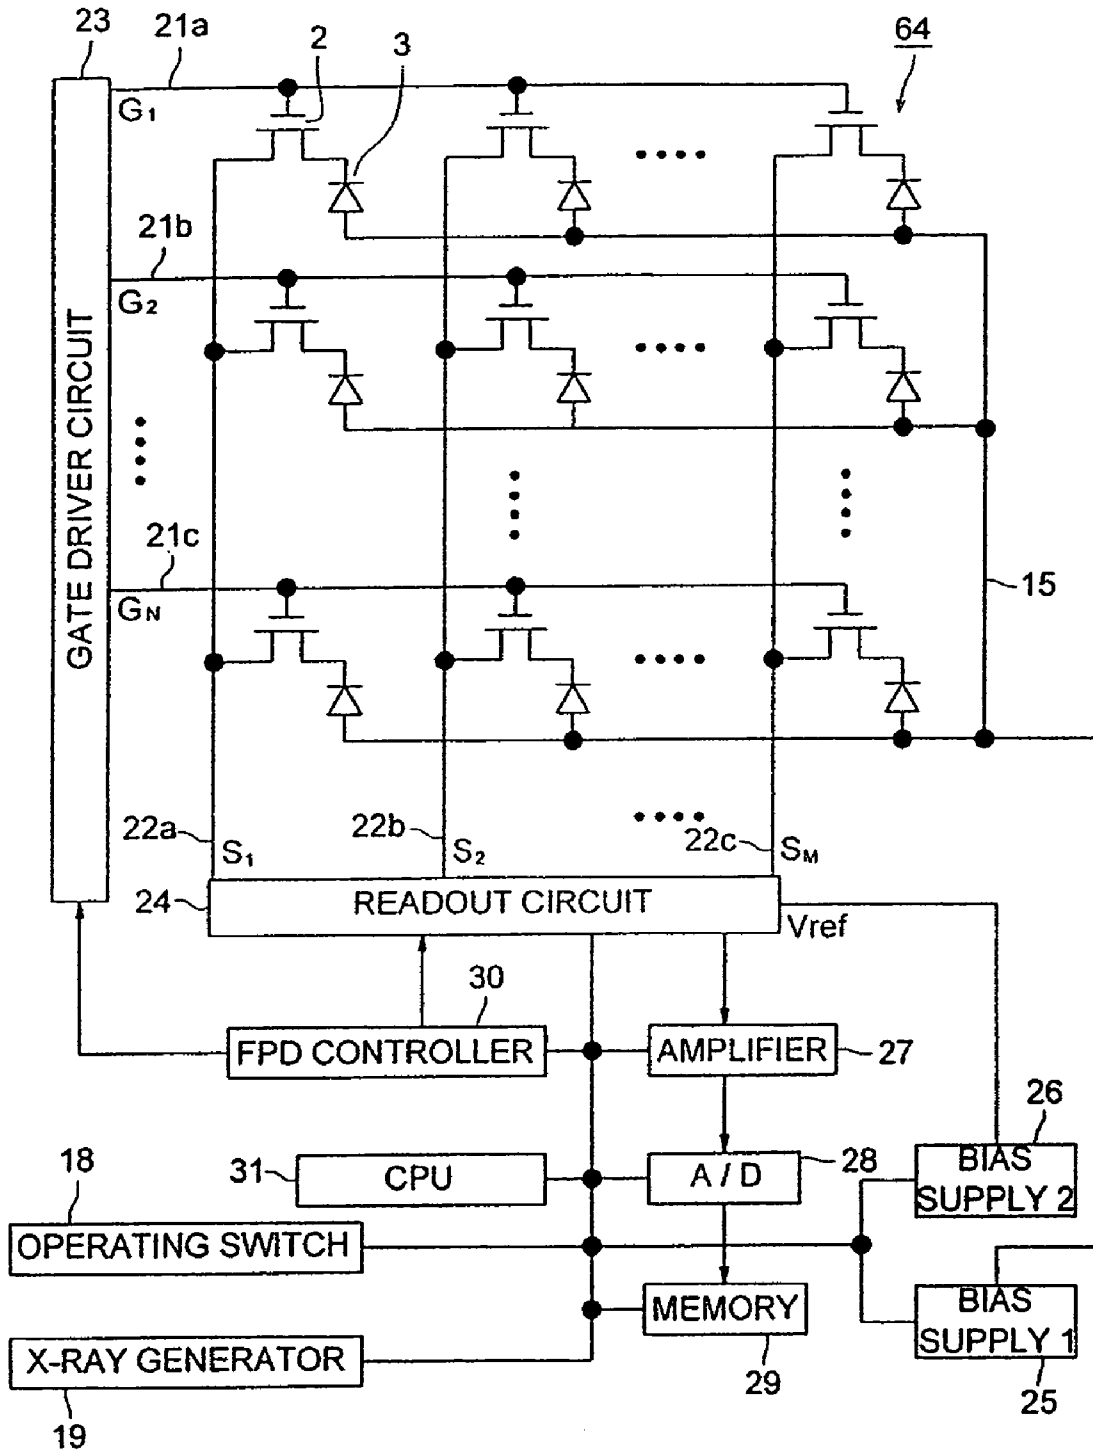 23
21a
2
3
64
G1
21b
G2
GATE DRIVER CIRCUIT
21c
GN
15
22a
S1
22b
S2
22c
SM
24
READOUT CIRCUIT
Vref
30
FPD CONTROLLER
AMPLIFIER
27
26
31
CPU
A / D
28
BIAS
SUPPLY 2
18
OPERATING SWITCH
MEMORY
BIAS
SUPPLY 1
X-RAY GENERATOR
29
25
19